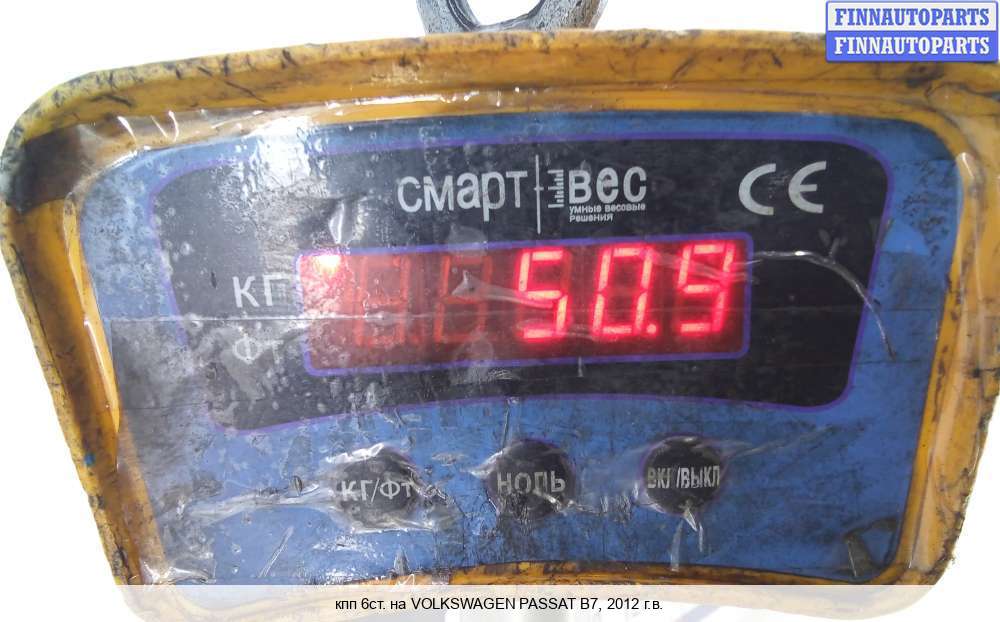 FINNAUTOPARTS
FINNAUTOPARTS
смарт вес
умные весовые
решения
CE
кг
фт
50.9
КГ/ФТ
НОЛЬ
ВКЛ/ВЫКЛ
кпп 6ст. на VOLKSWAGEN PASSAT B7, 2012 г.в.